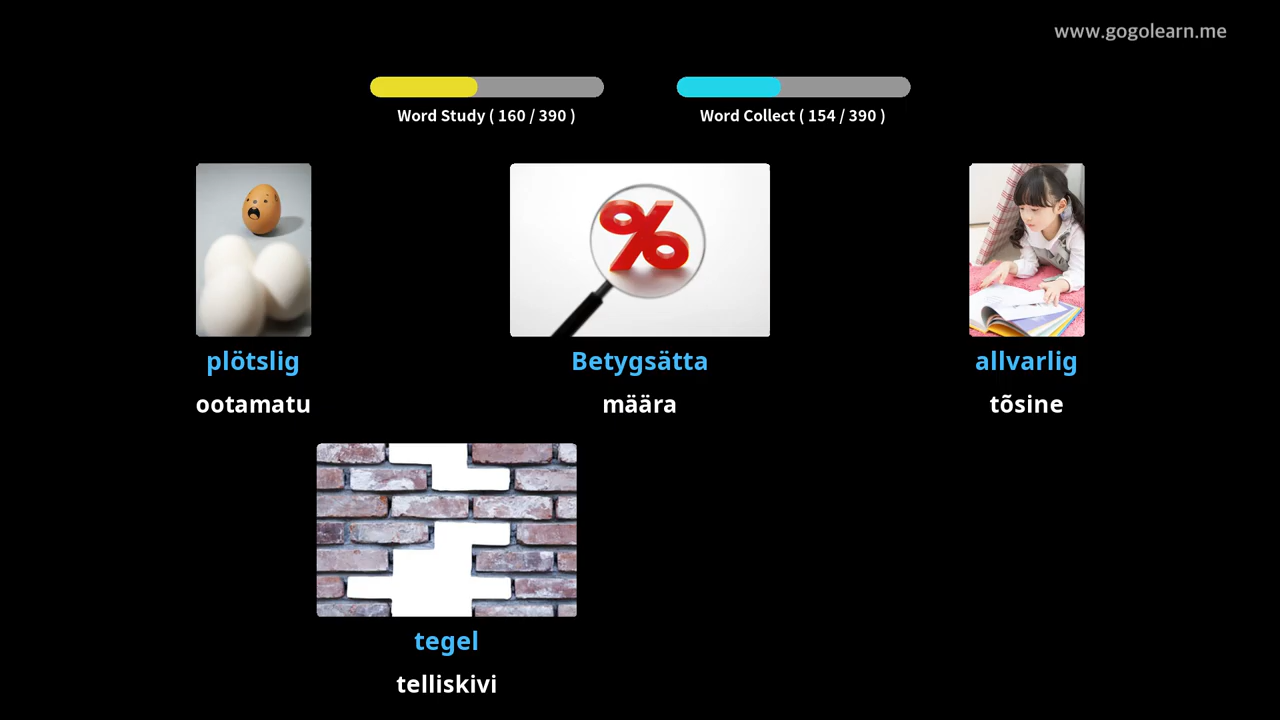 www.gogolearn.me
Word Study ( 160 / 390 )
Word Collect ( 154 / 390 )
plötslig
ootamatu
Betygsätta
määra
allvarlig
tõsine
tegel
telliskivi